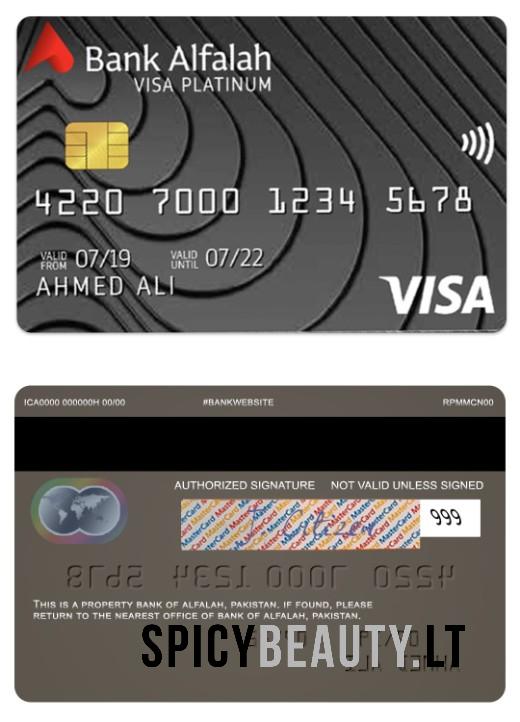 Bank Alfalah
VISA PLATINUM
4220 7000 1234 5678
VALID FROM 07/19 VALID UNTIL 07/22
AHMED ALI
VISA
ICA0000 000000H 00/00 #BANKWEBSITE RPMMCN00
AUTHORIZED SIGNATURE NOT VALID UNLESS SIGNED
MasterCard
999
THIS IS A PROPERTY BANK OF ALFALAH, PAKISTAN. IF FOUND, PLEASE
RETURN TO THE NEAREST OFFICE OF BANK OF ALFALAH, PAKISTAN.
SPICYBEAUTY.LT